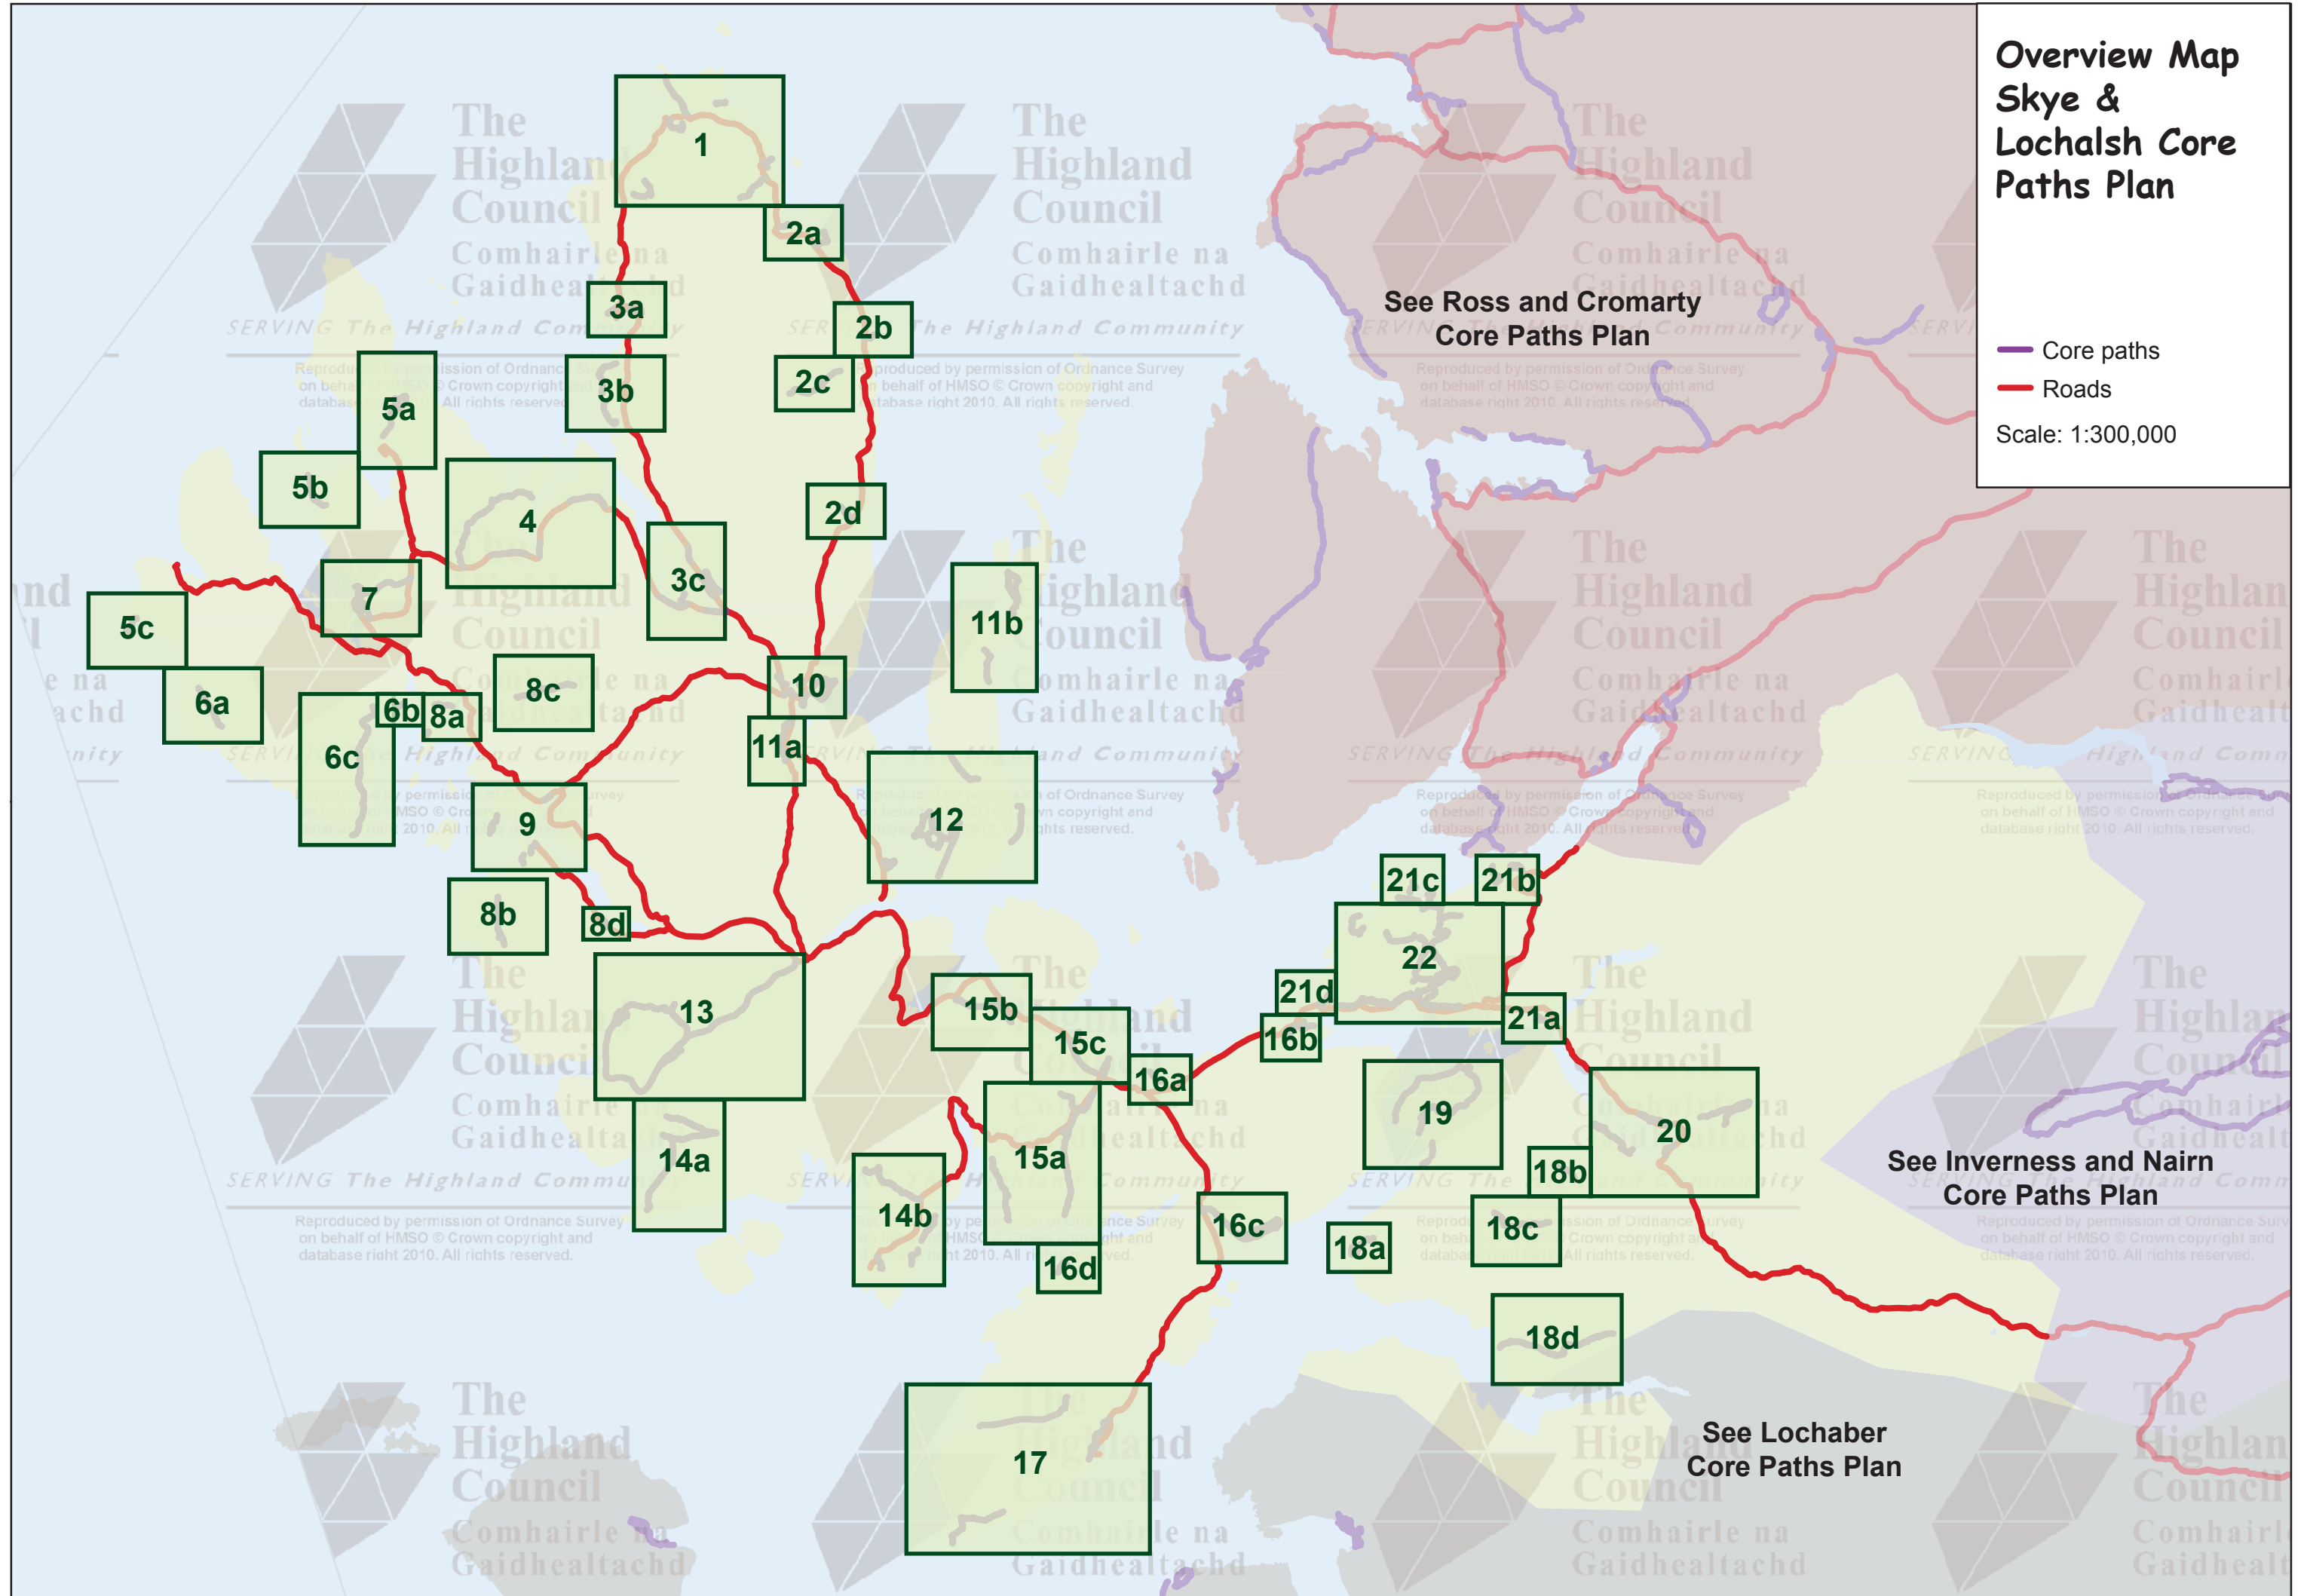 Overview Map
Skye &
Lochalsh Core
Paths Plan
Core paths
Roads
Scale: 1:300,000
See Ross and Cromarty
Core Paths Plan
See Inverness and Nairn
Core Paths Plan
See Lochaber
Core Paths Plan
1
2a
3a
2b
3b
2c
5a
5b
4
2d
3c
7
5c
11b
6a
8c
10
6b
8a
6c
11a
9
12
8b
8d
21c
21b
22
13
15b
21d
21a
15c
16b
16a
19
20
14a
15a
18b
14b
16c
18c
18a
16d
18d
17
The
Highland
Council
Comhairle na
Gaidhealtachd
SERVING The Highland Community
Reproduced by permission of Ordnance Survey
on behalf of HMSO © Crown copyright and
database right 2010. All rights reserved.